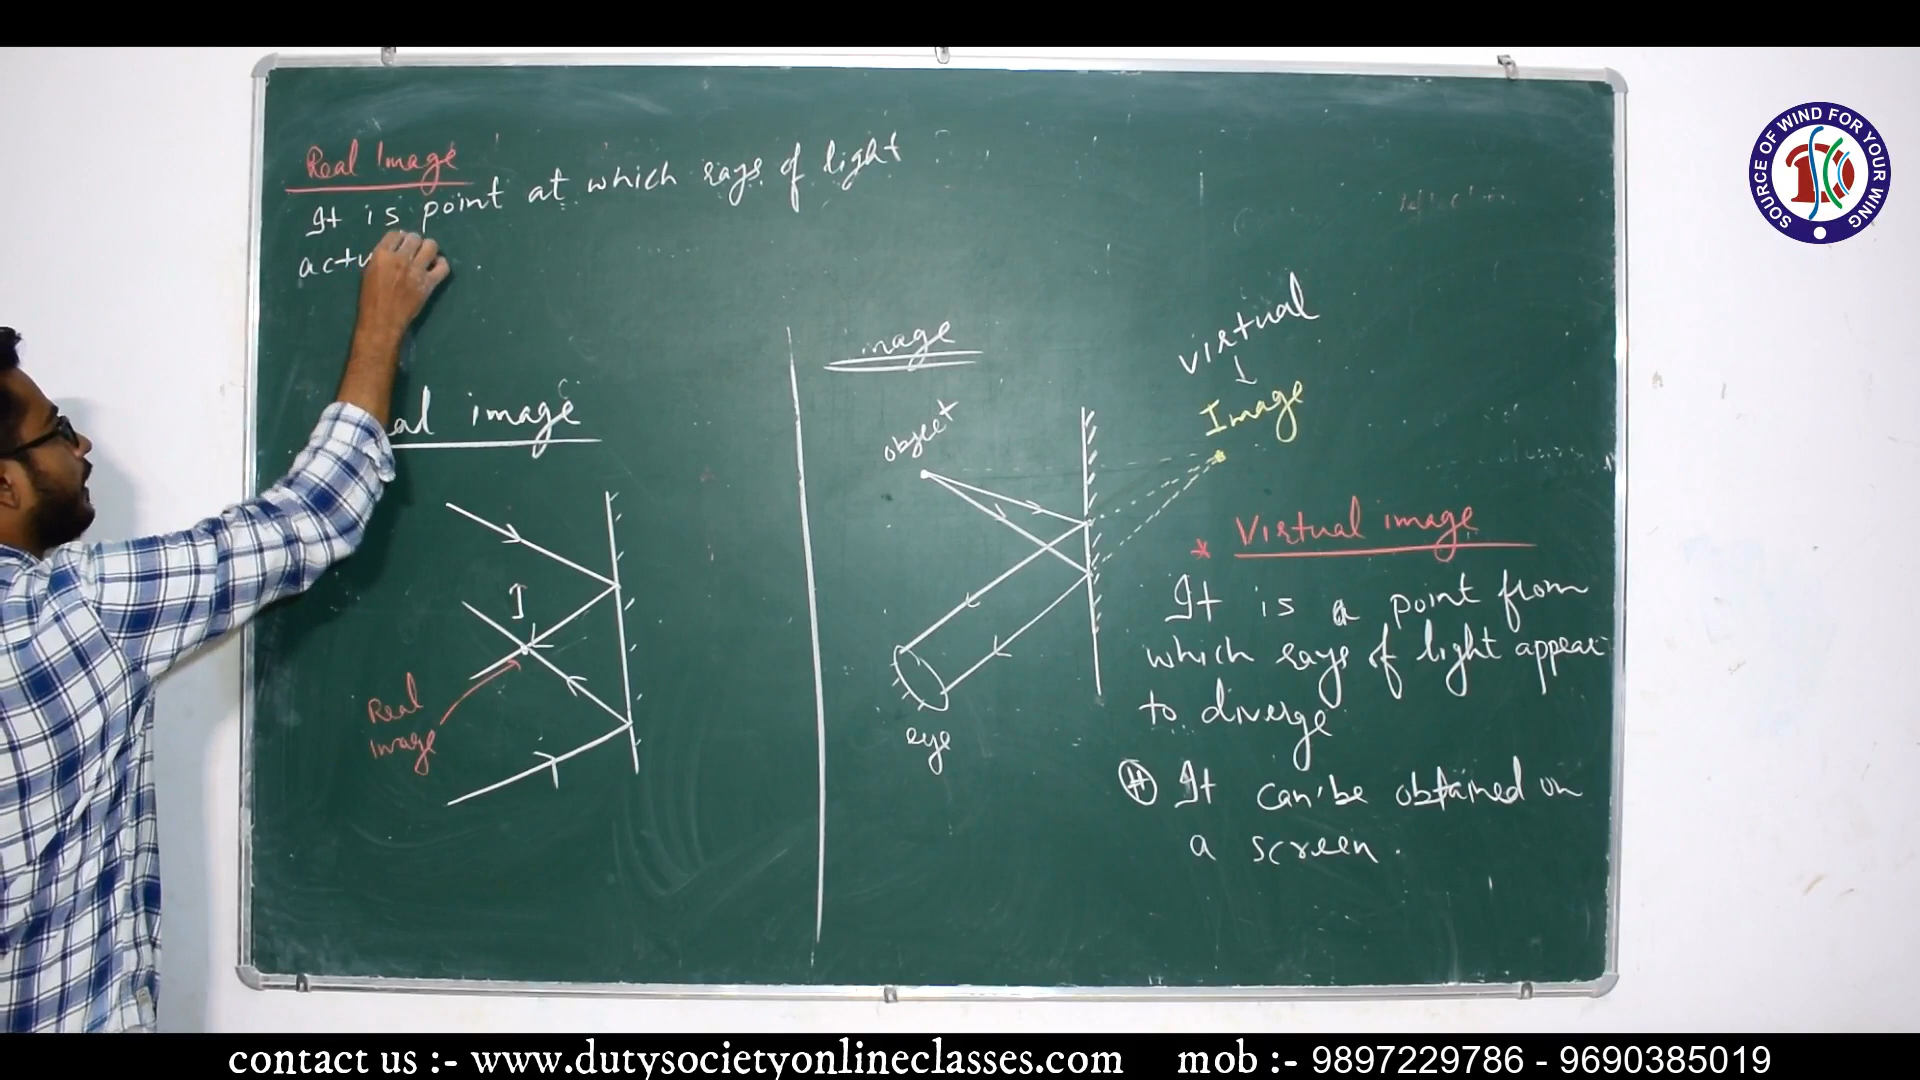 Real Image
It is point at which rays of light
actu
al image
I
Real
image
image
object
eye
virtual
Image
* Virtual image
It is a point from
which rays of light appear
to diverge
It can'be obtained on
a screen.
SOURCE OF WIND FOR YOUR WING
contact us :- www.dutysocietyonlineclasses.com mob :- 9897229786 - 9690385019